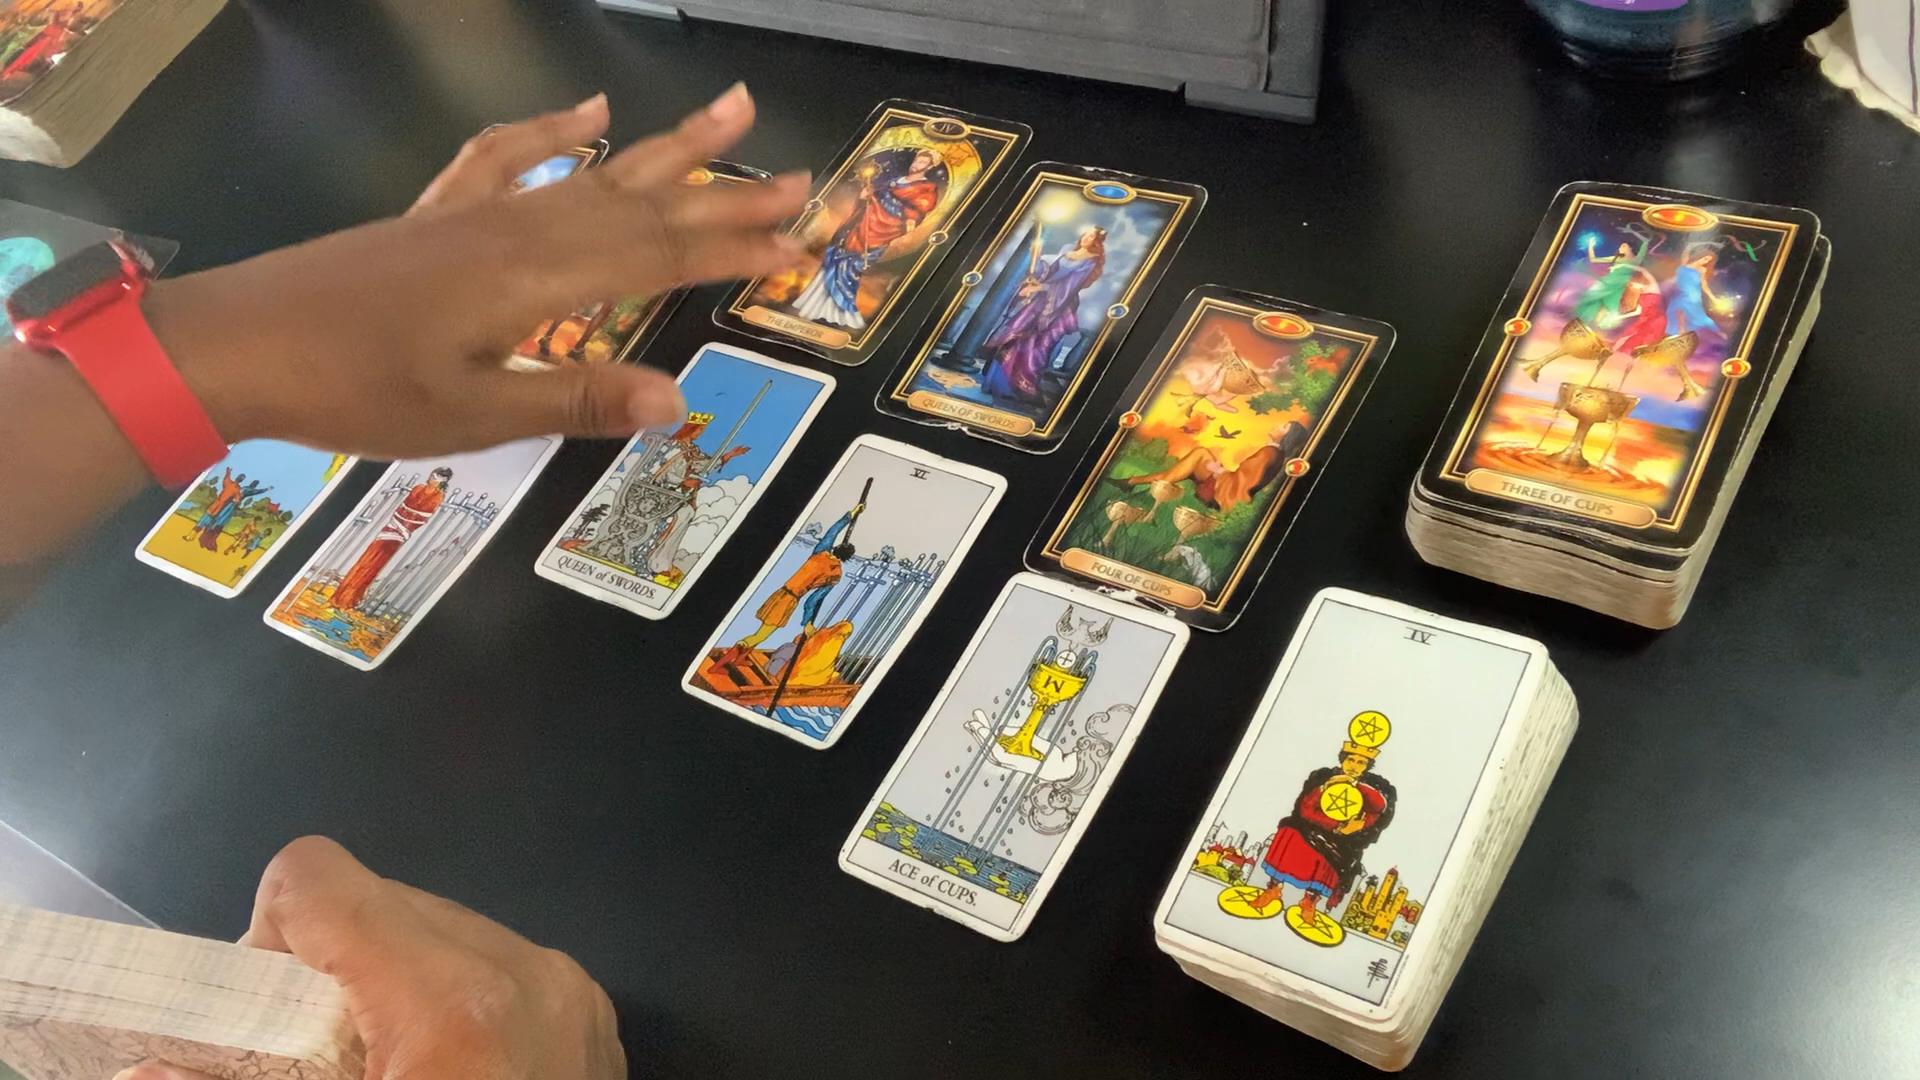 IV
THE EMPEROR
QUEEN OF SWORDS
THREE OF CUPS
FOUR OF CUPS
QUEEN of SWORDS.
VI
ACE of CUPS.
IV